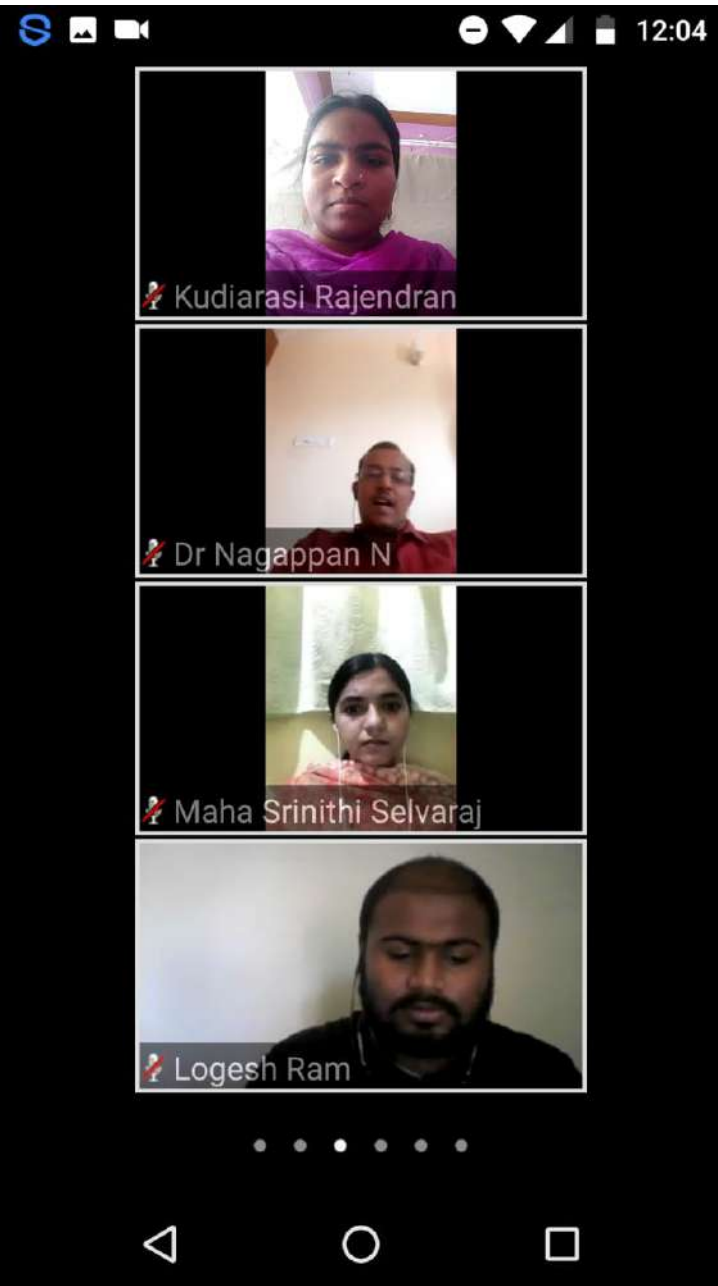 12:04
Kudiarasi Rajendran
Dr Nagappan N
Maha Srinithi Selvaraj
Logesh Ram